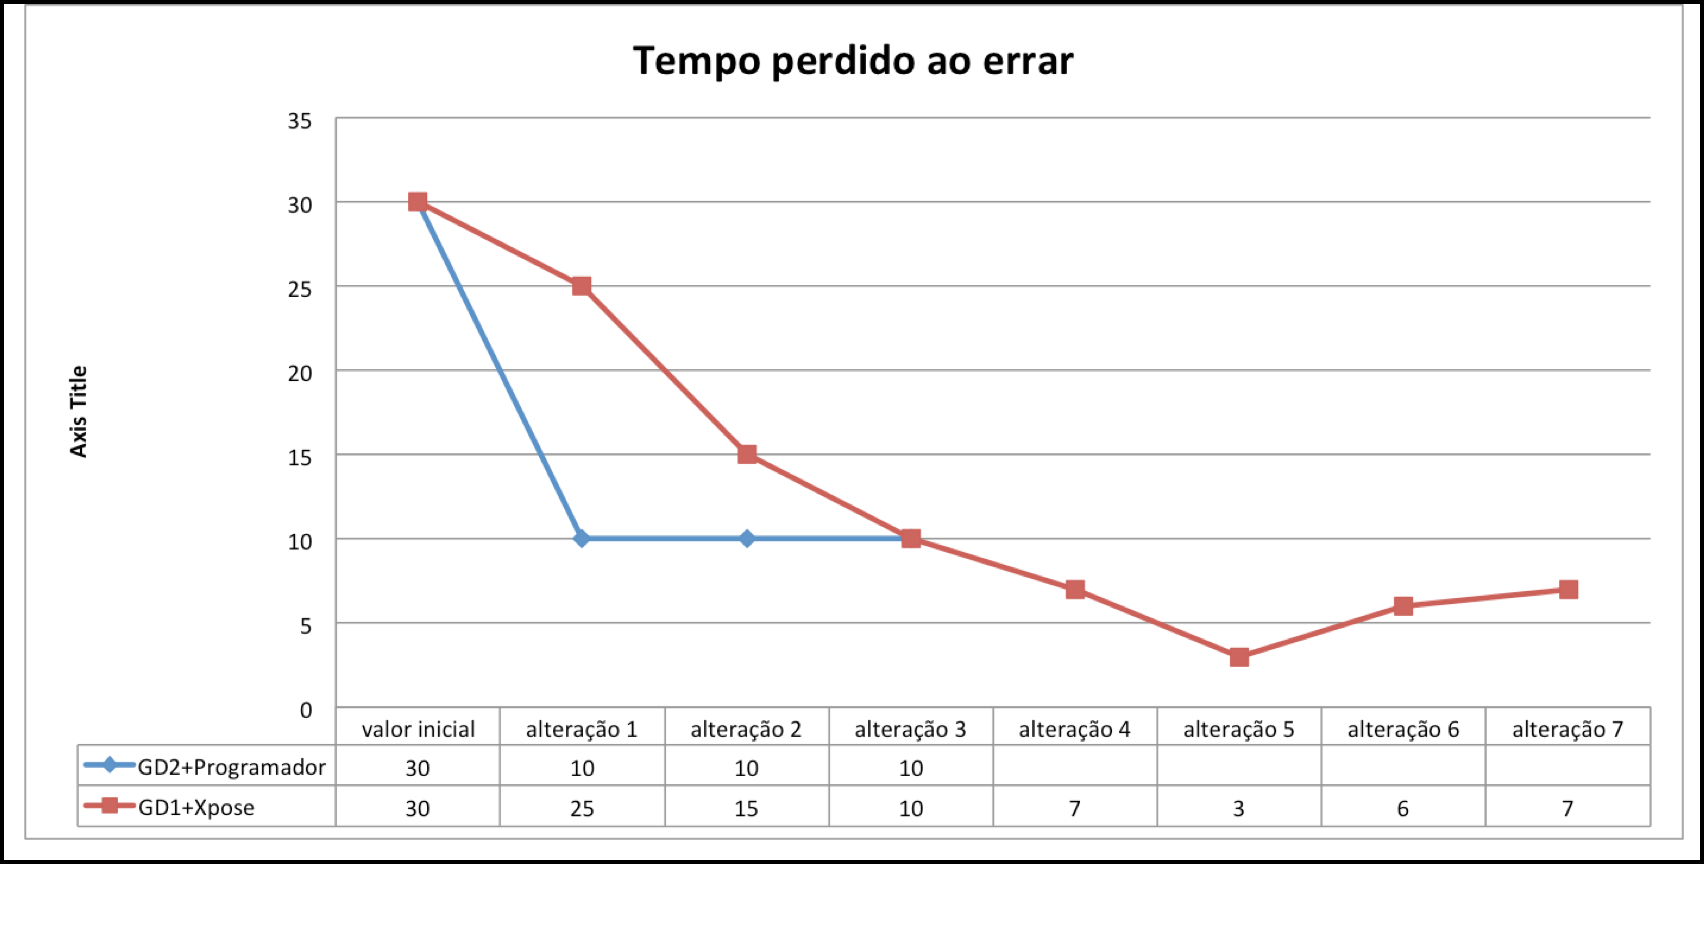 Tempo perdido ao errar
35
30
25
20
15
10
5
0
Axis Title
valor inicial alteração 1 alteração 2 alteração 3 alteração 4 alteração 5 alteração 6 alteração 7
GD2+Programador 30 10 10 10
GD1+Xpose 30 25 15 10 7 3 6 7